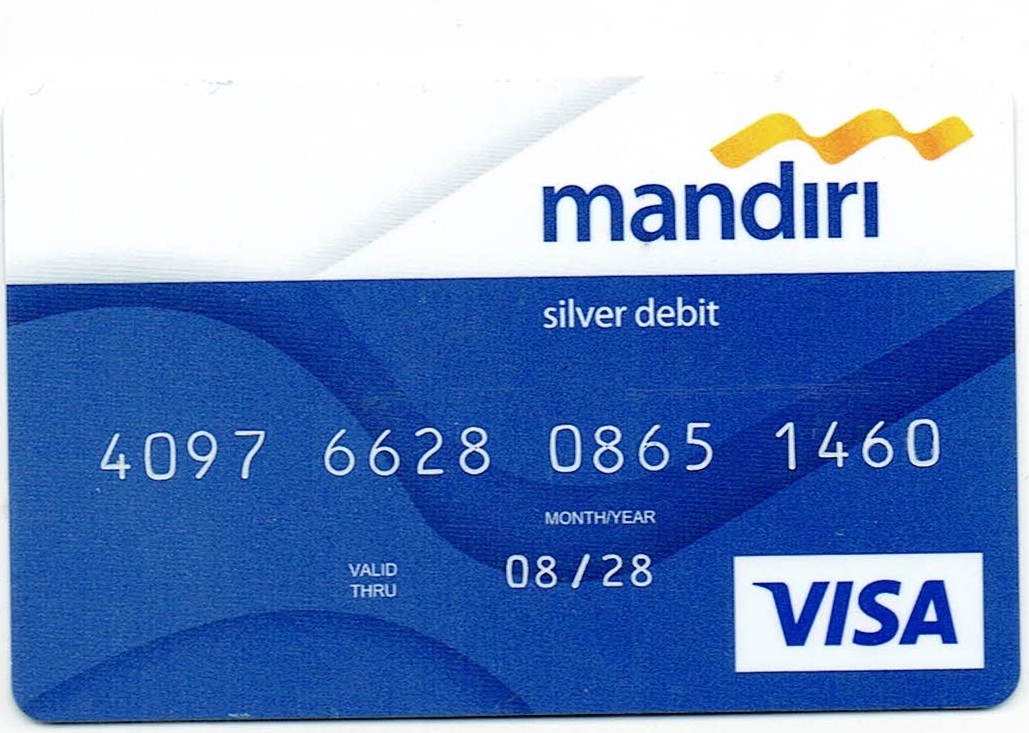 mandiri
silver debit
4097 6628 0865 1460
MONTH/YEAR
VALID
THRU
08/28
VISA